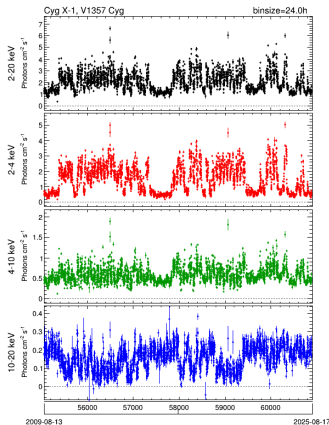 Cyg X-1, V1357 Cyg binsize=24.0h
2-20 keV
Photons cm-2 s-1
0 1 2 3 4 5 6
2-4 keV
Photons cm-2 s-1
0 1 2 3 4 5
4-10 keV
Photons cm-2 s-1
0 0.5 1 1.5 2
10-20 keV
Photons cm-2 s-1
0 0.1 0.2 0.3 0.4
56000 57000 58000 59000 60000
2009-08-13 2025-08-17